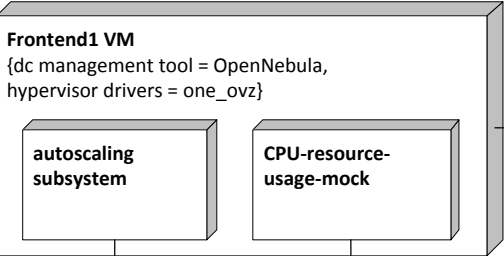 Frontend1 VM
{dc management tool = OpenNebula,
hypervisor drivers = one_ovz}
autoscaling
subsystem
CPU-resource-
usage-mock